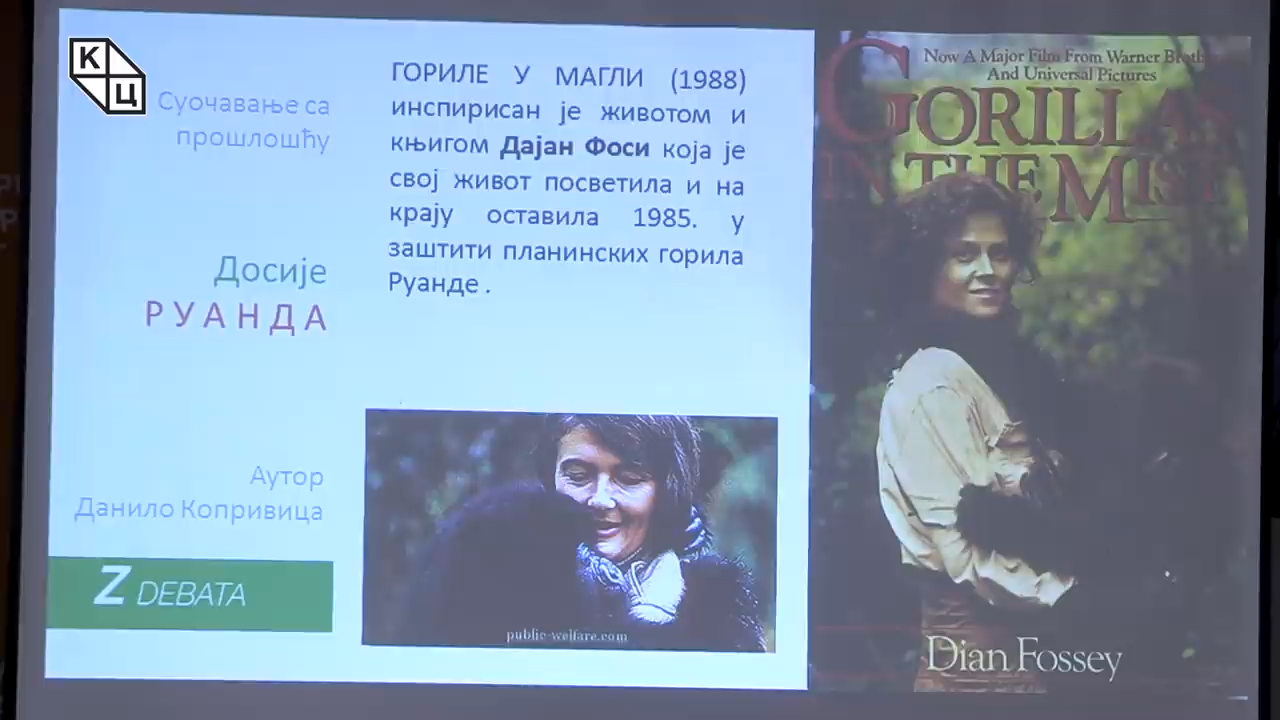 К
Ц
Суочавање са
прошлошћу
Досије
РУАНДА
Аутор
Данило Копривица
Z DEBATA
ГОРИЛЕ У МАГЛИ (1988)
инспирисан је животом и
књигом Дајан Фоси која је
свој живот посветила и на
крају оставила 1985. у
заштити планинских горила
Руанде .
public-welfare.com
Now A Major Film From Warner Broth
And Universal Pictures
GORILLAS
IN THE MIST
Dian Fossey